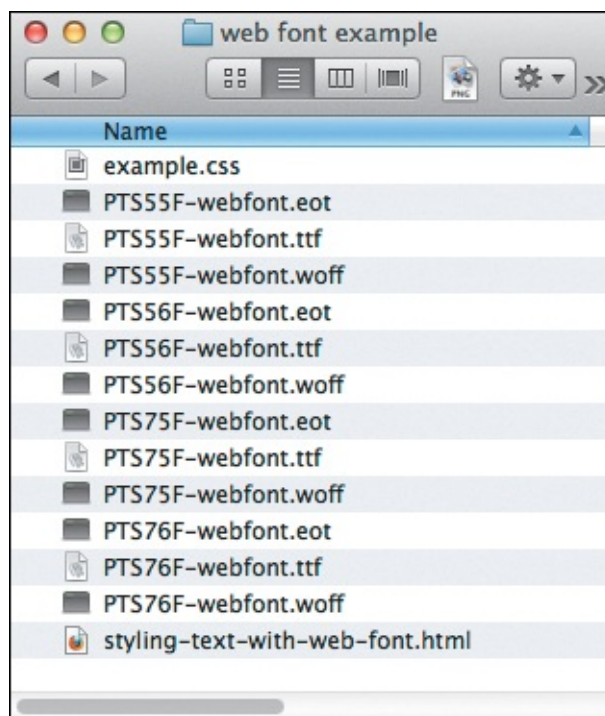 web font example
PNG
Name
example.css
PTS55F-webfont.eot
PTS55F-webfont.ttf
PTS55F-webfont.woff
PTS56F-webfont.eot
PTS56F-webfont.ttf
PTS56F-webfont.woff
PTS75F-webfont.eot
PTS75F-webfont.ttf
PTS75F-webfont.woff
PTS76F-webfont.eot
PTS76F-webfont.ttf
PTS76F-webfont.woff
styling-text-with-web-font.html